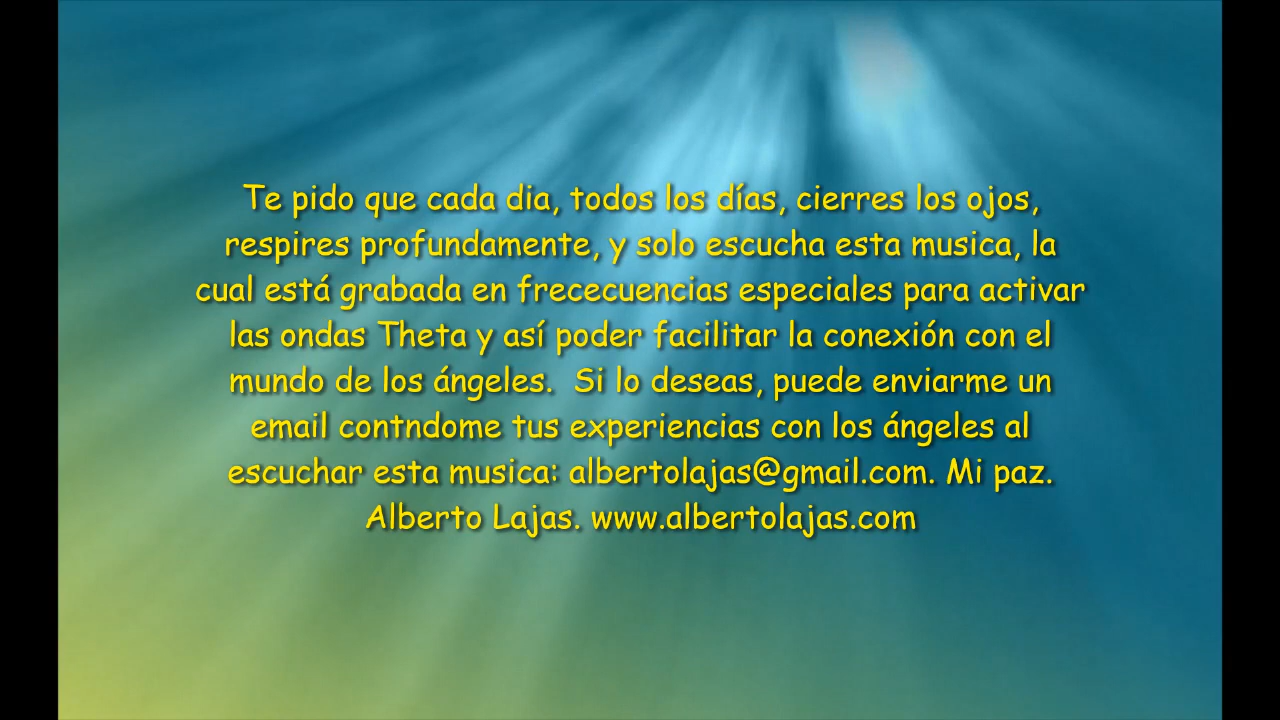 Te pido que cada dia, todos los días, cierres los ojos,
respires profundamente, y solo escucha esta musica, la
cual está grabada en frececuencias especiales para activar
las ondas Theta y así poder facilitar la conexión con el
mundo de los ángeles.  Si lo deseas, puede enviarme un
email contndome tus experiencias con los ángeles al
escuchar esta musica: albertolajas@gmail.com. Mi paz.
Alberto Lajas. www.albertolajas.com